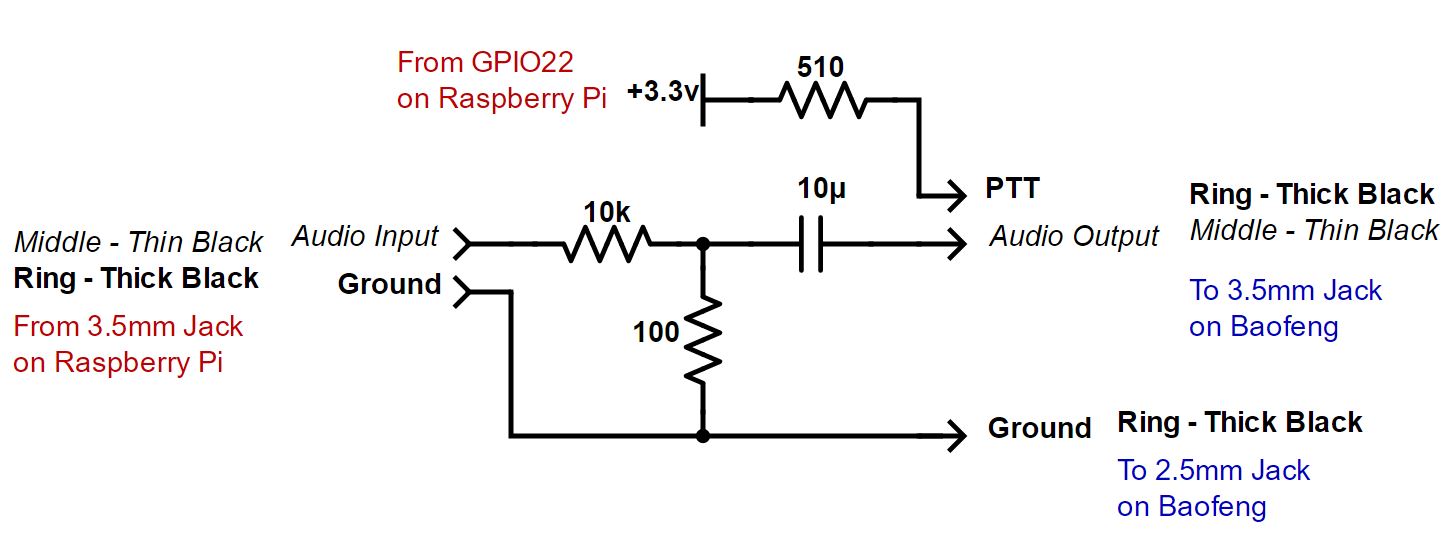 From GPIO22
on Raspberry Pi
+3.3v
510
PTT
10µ
Ring - Thick Black
Middle - Thin Black
Audio Output
10k
Middle - Thin Black
Audio Input
Ring - Thick Black
Ground
From 3.5mm Jack
on Raspberry Pi
100
To 3.5mm Jack
on Baofeng
Ground
Ring - Thick Black
To 2.5mm Jack
on Baofeng